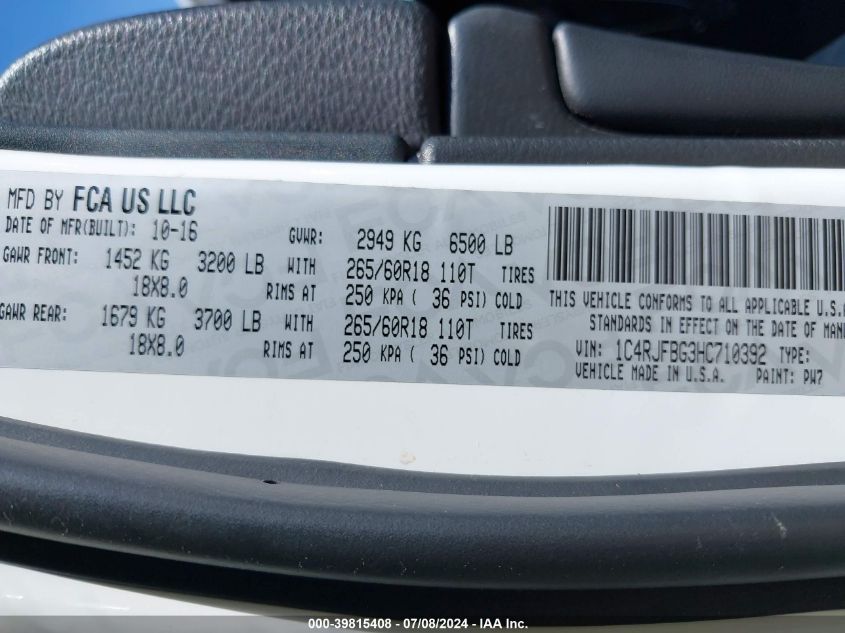 MFD BY FCA US LLC
DATE OF MFR(BUILT): 10-16 GVWR: 2949 KG 6500 LB
GAWR FRONT: 1452 KG 3200 LB WITH 265/60R18 110T TIRES
18X8.0 RIMS AT 250 KPA ( 36 PSI) COLD
GAWR REAR: 1679 KG 3700 LB WITH 265/60R18 110T TIRES
18X8.0 RIMS AT 250 KPA ( 36 PSI) COLD
THIS VEHICLE CONFORMS TO ALL APPLICABLE U.S.
STANDARDS IN EFFECT ON THE DATE OF MANU
VIN: 1C4RJFBG3HC710392 TYPE:
VEHICLE MADE IN U.S.A. PAINT: PW7
000-39815408 - 07/08/2024 - IAA Inc.